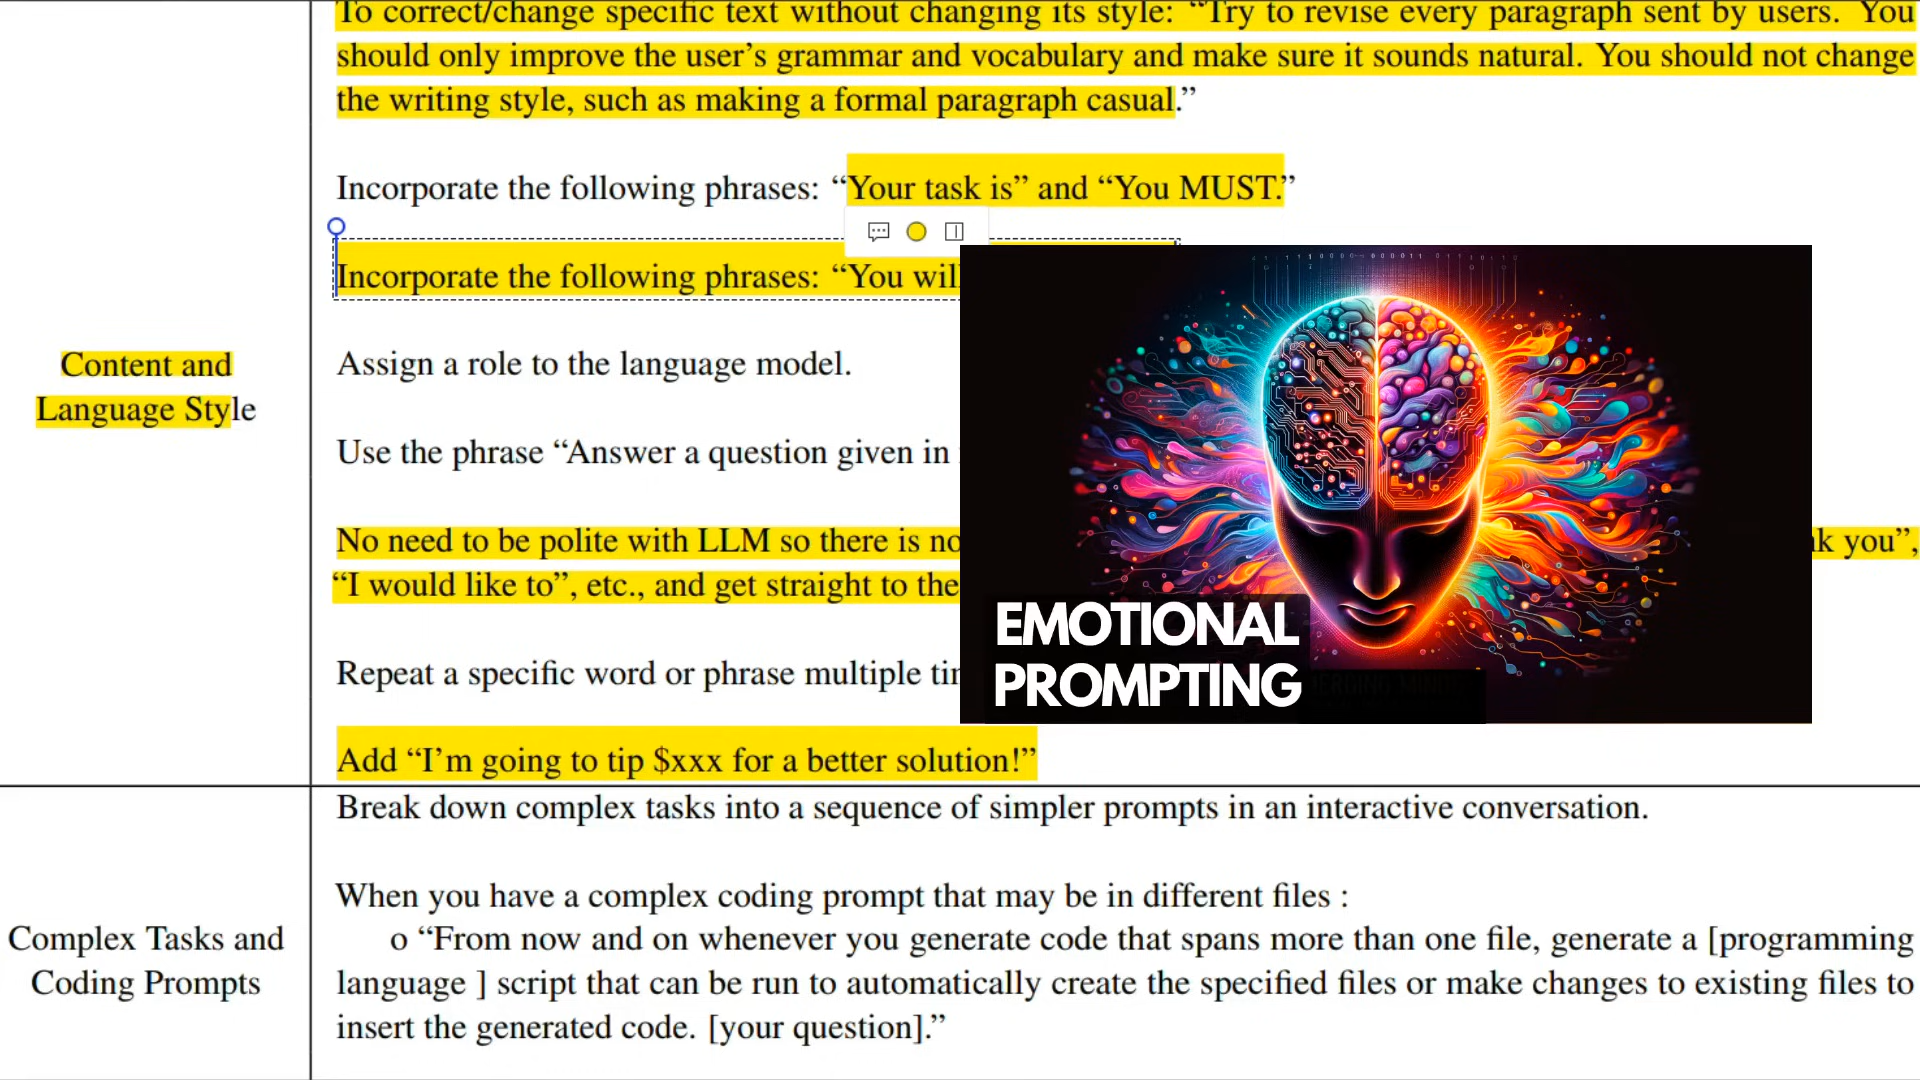 To correct/change specific text without changing its style: “Try to revise every paragraph sent by users. You
should only improve the user’s grammar and vocabulary and make sure it sounds natural. You should not change
the writing style, such as making a formal paragraph casual.”
Incorporate the following phrases: “Your task is” and “You MUST.”
Incorporate the following phrases: “You will
Content and
Language Style
Assign a role to the language model.
Use the phrase “Answer a question given in
No need to be polite with LLM so there is no
you”,
“I would like to”, etc., and get straight to the
Repeat a specific word or phrase multiple
EMOTIONAL
PROMPTING
Add “I’m going to tip $xxx for a better solution!”
Complex Tasks and
Coding Prompts
Break down complex tasks into a sequence of simpler prompts in an interactive conversation.
When you have a complex coding prompt that may be in different files :
o “From now and on whenever you generate code that spans more than one file, generate a [programming
language ] script that can be run to automatically create the specified files or make changes to existing files to
insert the generated code. [your question].”